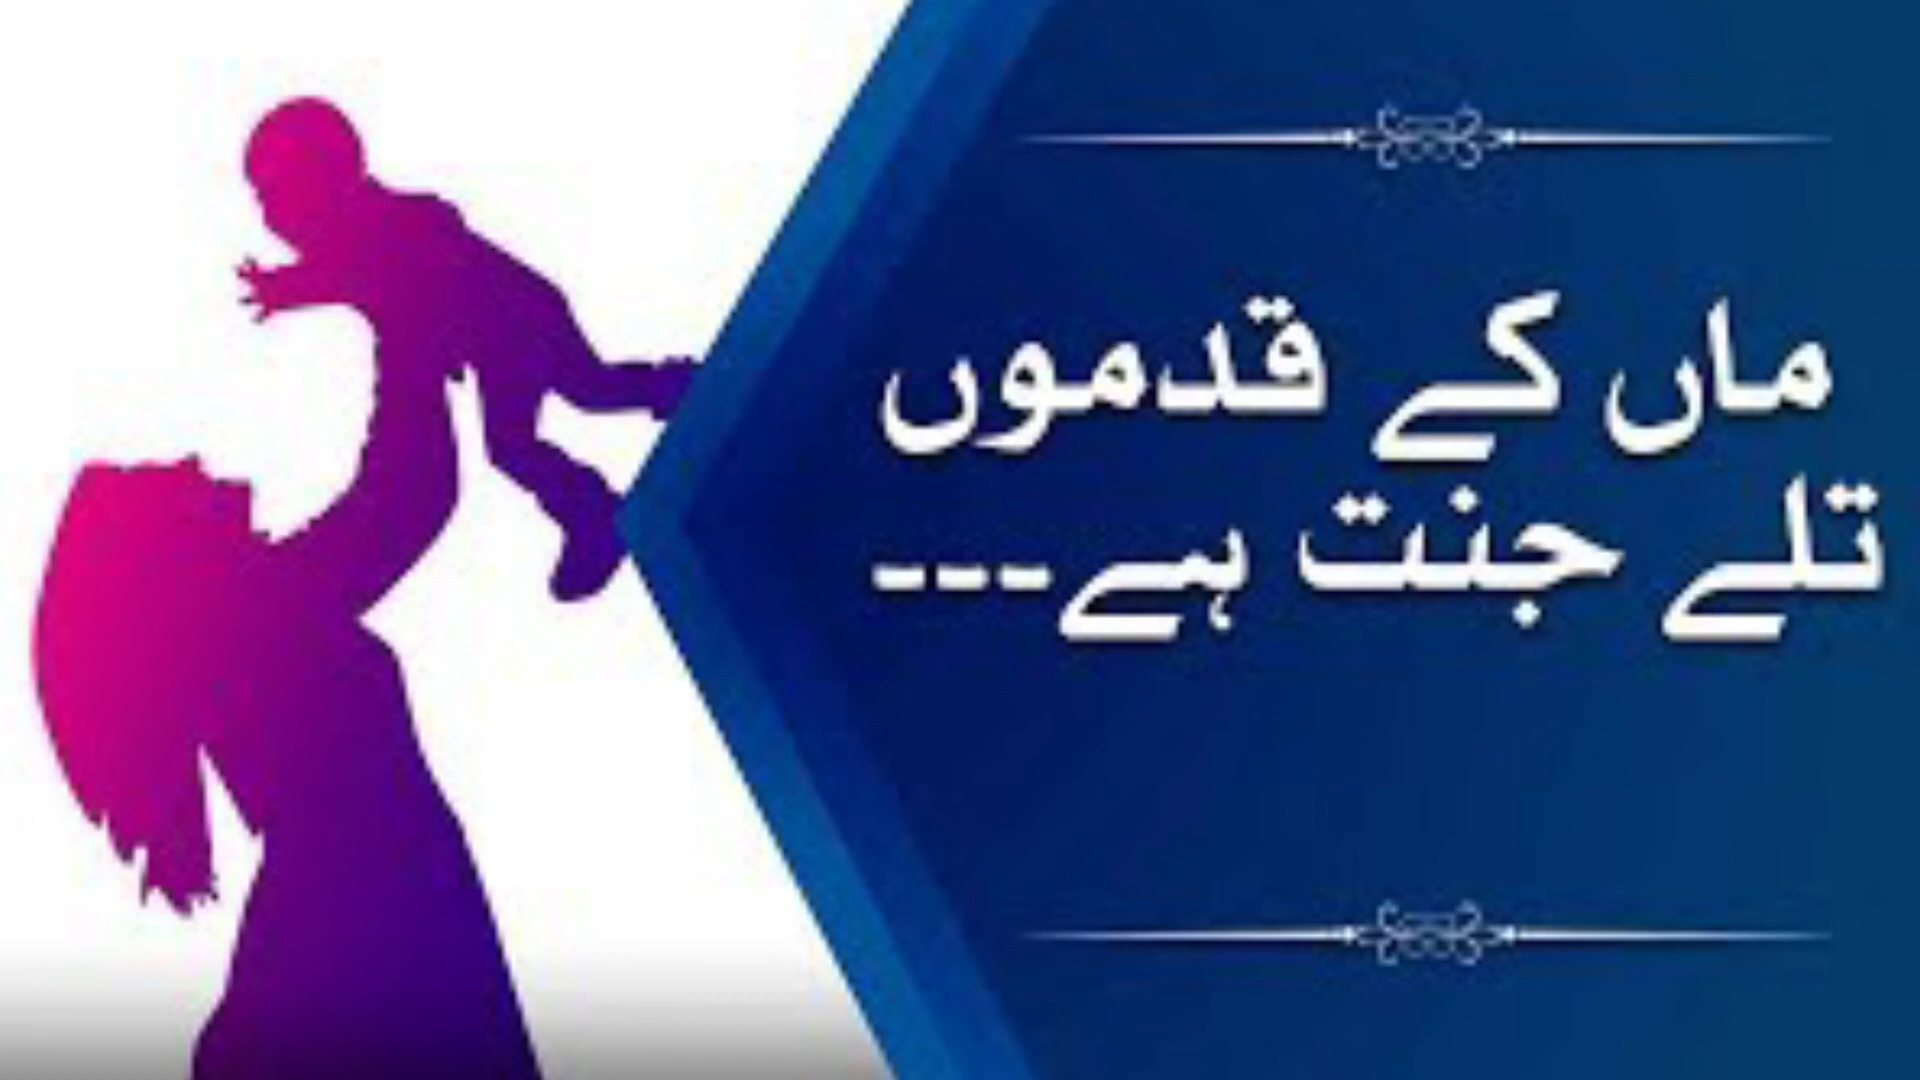 ماں کے قدموں
تلے جنت ہے---